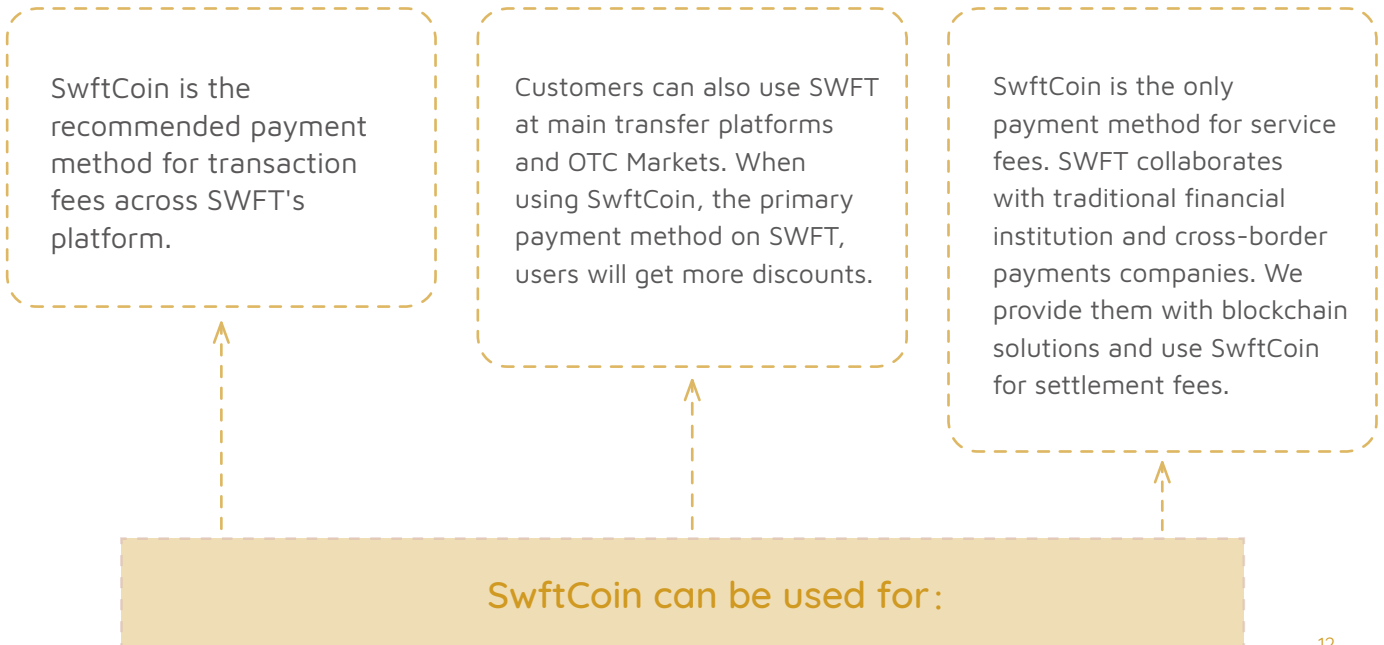 SwftCoin is the
recommended payment
method for transaction
fees across SWFT's
platform.
Customers can also use SWFT
at main transfer platforms
and OTC Markets. When
using SwftCoin, the primary
payment method on SWFT,
users will get more discounts.
SwftCoin is the only
payment method for service
fees. SWFT collaborates
with traditional financial
institution and cross-border
payments companies. We
provide them with blockchain
solutions and use SwftCoin
for settlement fees.
SwftCoin can be used for:
12